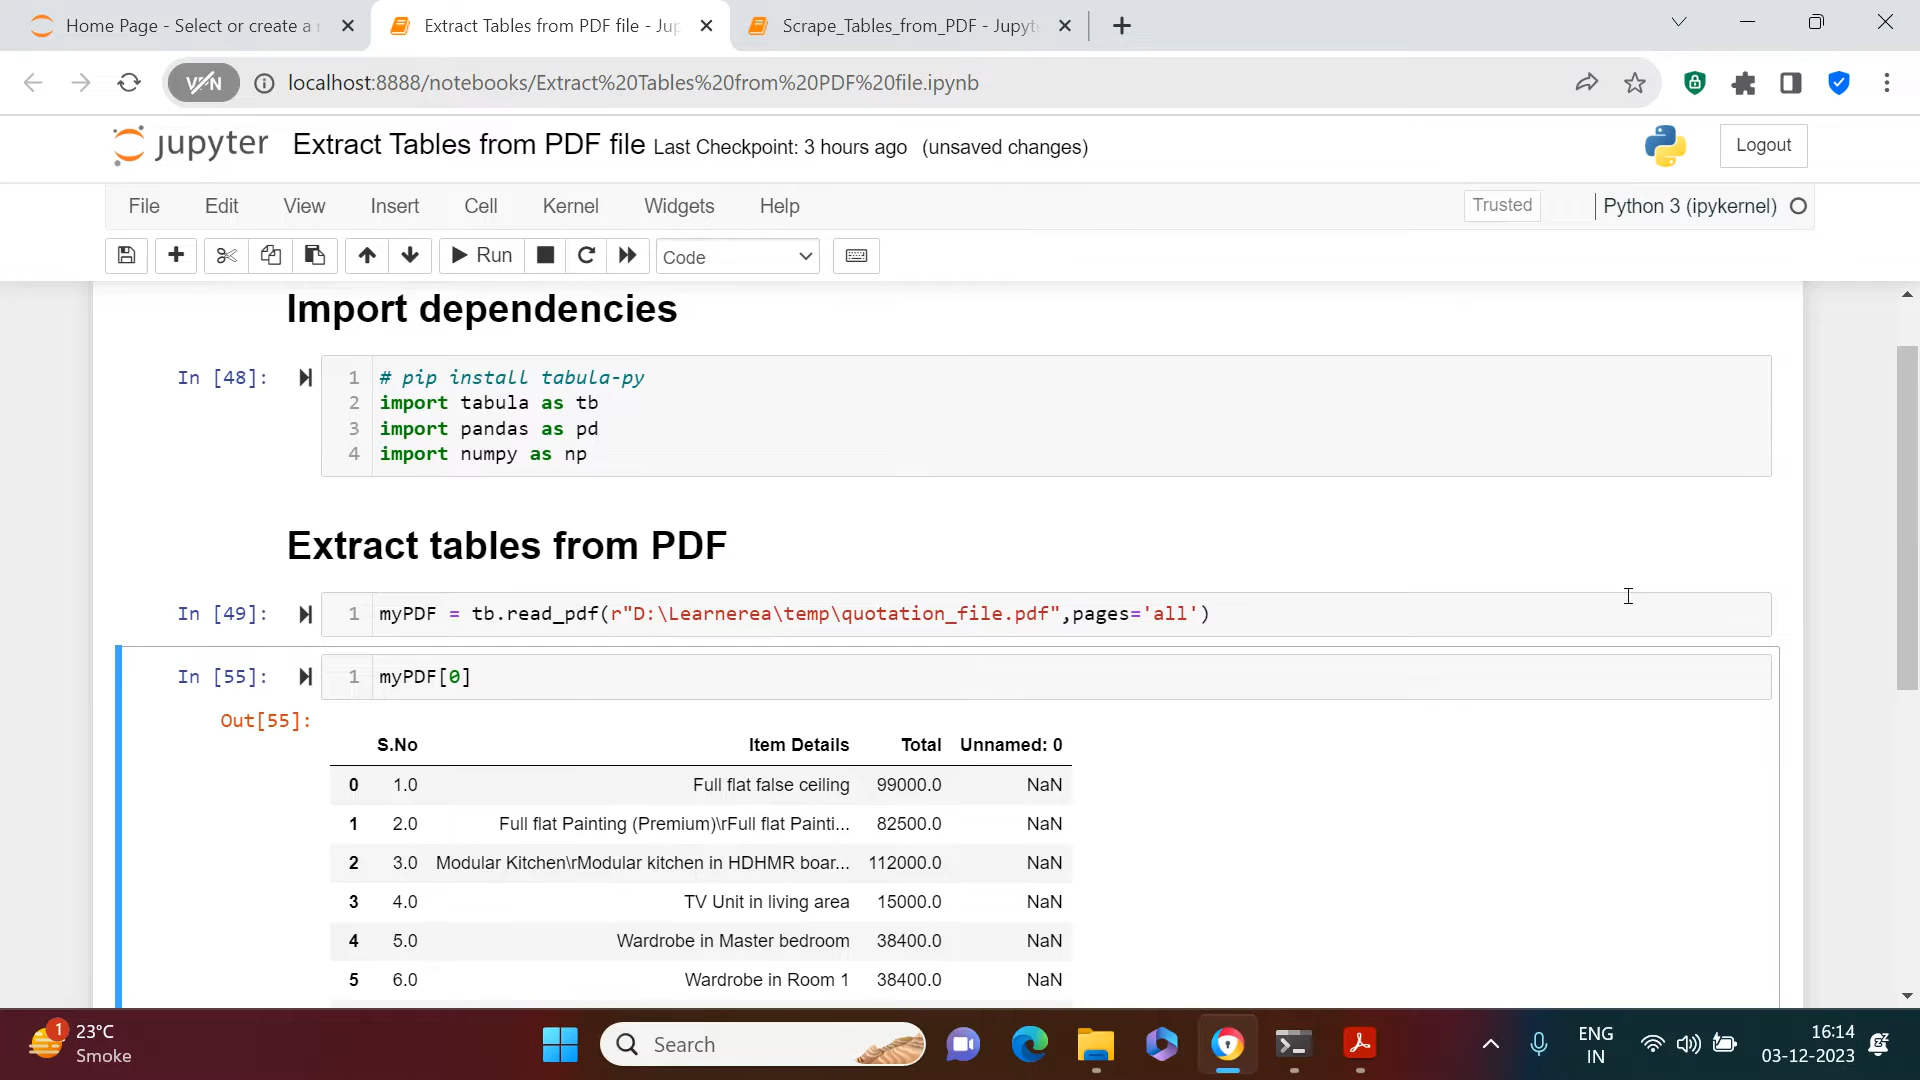 Home Page - Select or create a
Extract Tables from PDF file - Jup
Scrape_Tables_from_PDF - Jupyt
VPN
localhost:8888/notebooks/Extract%20Tables%20from%20PDF%20file.ipynb
jupyter Extract Tables from PDF file Last Checkpoint: 3 hours ago (unsaved changes)
Logout
File Edit View Insert Cell Kernel Widgets Help
Trusted
Python 3 (ipykernel)
Run
Code
Import dependencies
In [48]:
1 # pip install tabula-py
2 import tabula as tb
3 import pandas as pd
4 import numpy as np
Extract tables from PDF
In [49]: 1 myPDF = tb.read_pdf(r"D:\Learnerea\temp\quotation_file.pdf",pages='all')
In [55]: 1 myPDF[0]
Out[55]:
S.No Item Details Total Unnamed: 0
0 1.0 Full flat false ceiling 99000.0 NaN
1 2.0 Full flat Painting (Premium)\rFull flat Painti... 82500.0 NaN
2 3.0 Modular Kitchen\rModular kitchen in HDHMR boar... 112000.0 NaN
3 4.0 TV Unit in living area 15000.0 NaN
4 5.0 Wardrobe in Master bedroom 38400.0 NaN
5 6.0 Wardrobe in Room 1 38400.0 NaN
1
23°C
Smoke
Search
ENG
IN
16:14
03-12-2023